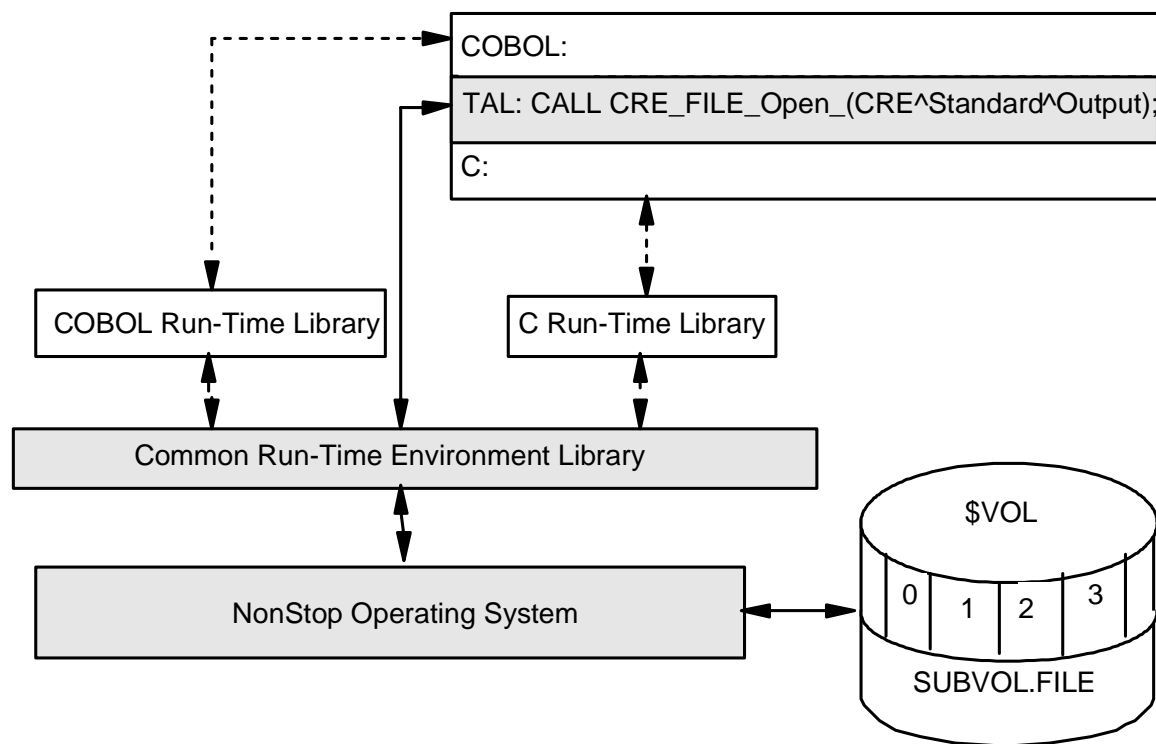 COBOL:
TAL: CALL CRE_FILE_Open_(CRE^Standard^Output);
C:
COBOL Run-Time Library
C Run-Time Library
Common Run-Time Environment Library
$VOL
0 1 2 3
NonStop Operating System
SUBVOL.FILE